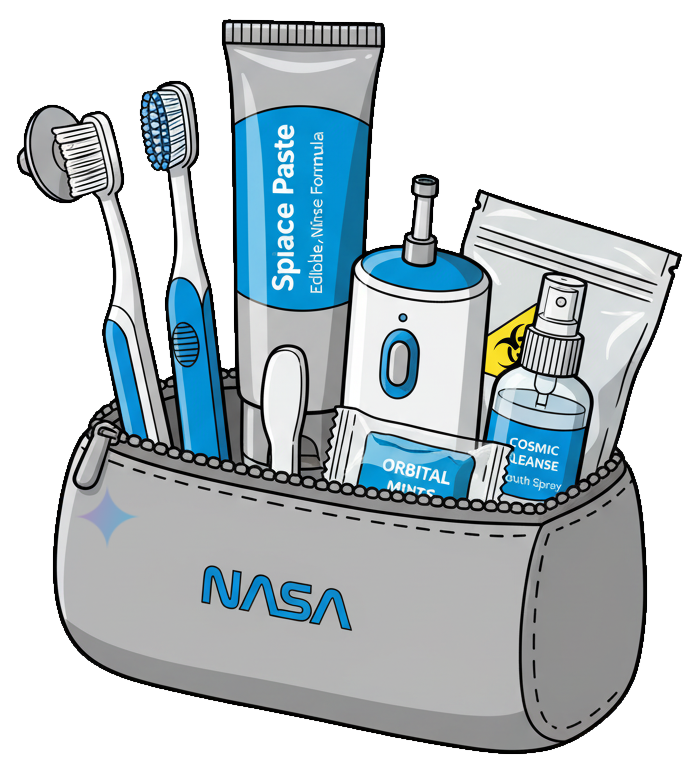 Spiace Paste
Edlobe, Ninse Formula
COSMIC
LEANSE
outh Spray
ORBITAL
MINTS
NASA